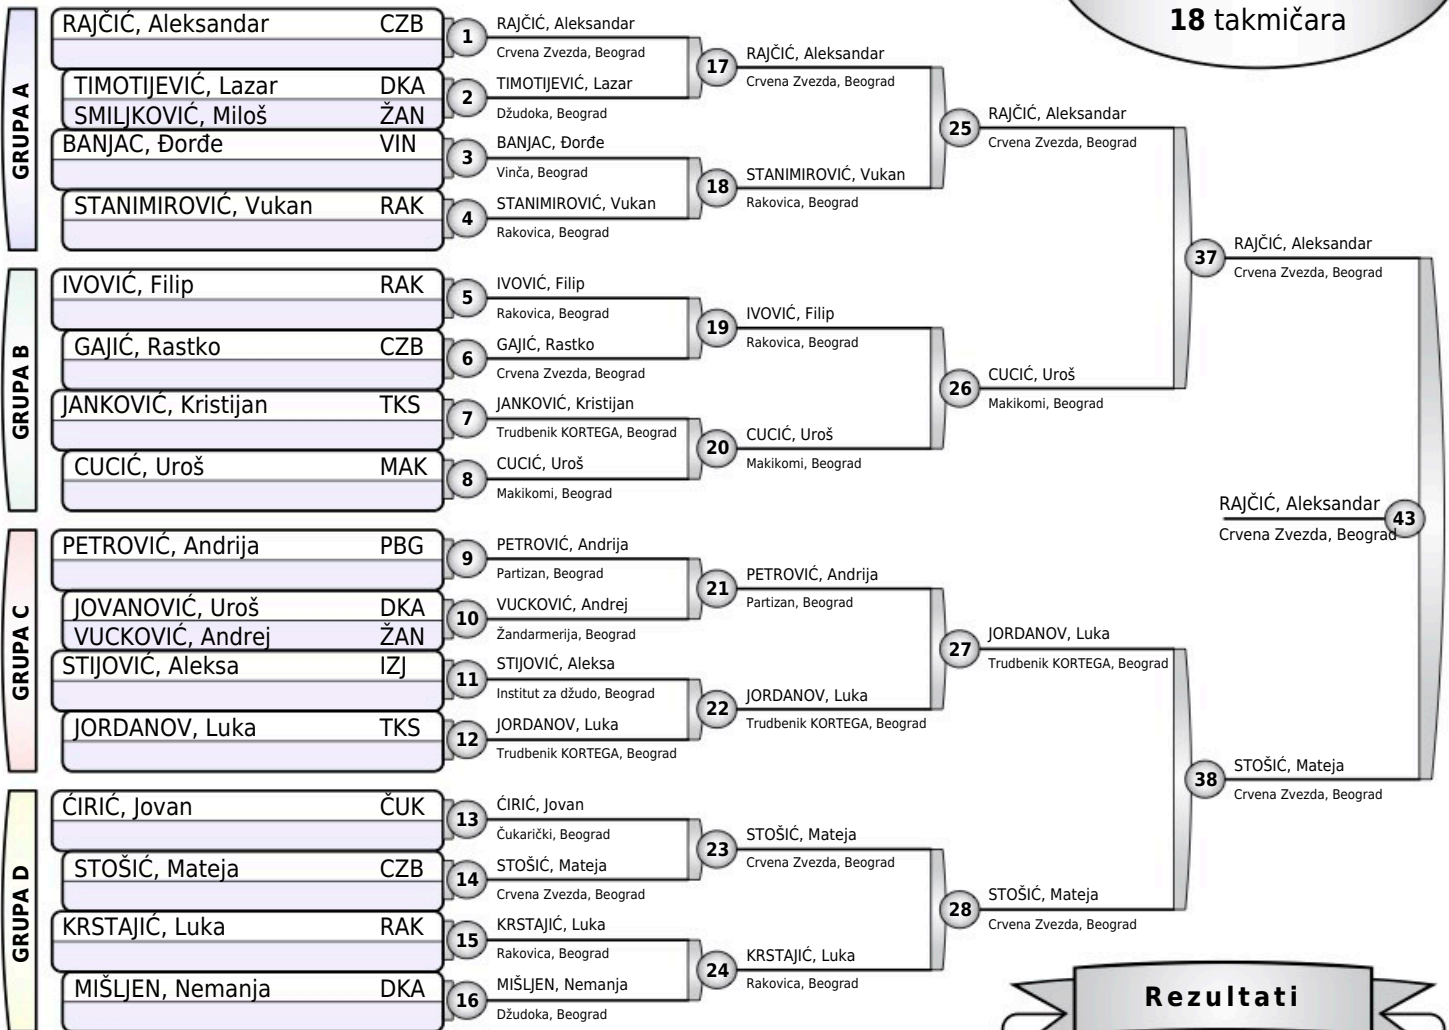 18 takmičara
GRUPA A
RAJČIĆ, Aleksandar CZB
TIMOTIJEVIĆ, Lazar DKA
SMILJKOVIĆ, Miloš ŽAN
BANJAC, Đorđe VIN
STANIMIROVIĆ, Vukan RAK
GRUPA B
IVOVIĆ, Filip RAK
GAJIĆ, Rastko CZB
JANKOVIĆ, Kristijan TKS
CUCIĆ, Uroš MAK
GRUPA C
PETROVIĆ, Andrija PBG
JOVANOVIĆ, Uroš DKA
VUCKOVIĆ, Andrej ŽAN
STIJOVIĆ, Aleksa IZJ
JORDANOV, Luka TKS
GRUPA D
ĆIRIĆ, Jovan ČUK
STOŠIĆ, Mateja CZB
KRSTAJIĆ, Luka RAK
MIŠLJEN, Nemanja DKA
1
RAJČIĆ, Aleksandar
Crvena Zvezda, Beograd
2
TIMOTIJEVIĆ, Lazar
Džudoka, Beograd
3
BANJAC, Đorđe
Vinča, Beograd
4
STANIMIROVIĆ, Vukan
Rakovica, Beograd
5
IVOVIĆ, Filip
Rakovica, Beograd
6
GAJIĆ, Rastko
Crvena Zvezda, Beograd
7
JANKOVIĆ, Kristijan
Trudbenik KORTEGA, Beograd
8
CUCIĆ, Uroš
Makikomi, Beograd
9
PETROVIĆ, Andrija
Partizan, Beograd
10
VUCKOVIĆ, Andrej
Žandarmerija, Beograd
11
STIJOVIĆ, Aleksa
Institut za džudo, Beograd
12
JORDANOV, Luka
Trudbenik KORTEGA, Beograd
13
ĆIRIĆ, Jovan
Čukarički, Beograd
14
STOŠIĆ, Mateja
Crvena Zvezda, Beograd
15
KRSTAJIĆ, Luka
Rakovica, Beograd
16
MIŠLJEN, Nemanja
Džudoka, Beograd
17
RAJČIĆ, Aleksandar
Crvena Zvezda, Beograd
18
STANIMIROVIĆ, Vukan
Rakovica, Beograd
19
IVOVIĆ, Filip
Rakovica, Beograd
20
CUCIĆ, Uroš
Makikomi, Beograd
21
PETROVIĆ, Andrija
Partizan, Beograd
22
JORDANOV, Luka
Trudbenik KORTEGA, Beograd
23
STOŠIĆ, Mateja
Crvena Zvezda, Beograd
24
KRSTAJIĆ, Luka
Rakovica, Beograd
25
RAJČIĆ, Aleksandar
Crvena Zvezda, Beograd
26
CUCIĆ, Uroš
Makikomi, Beograd
27
JORDANOV, Luka
Trudbenik KORTEGA, Beograd
28
STOŠIĆ, Mateja
Crvena Zvezda, Beograd
37
RAJČIĆ, Aleksandar
Crvena Zvezda, Beograd
38
STOŠIĆ, Mateja
Crvena Zvezda, Beograd
RAJČIĆ, Aleksandar
43
Crvena Zvezda, Beograd
Rezultati